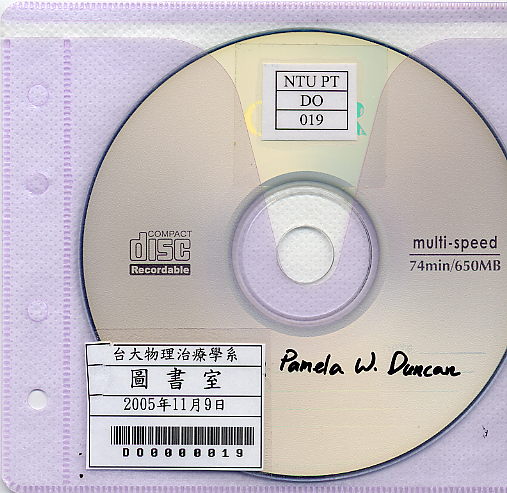 NTU PT
DO
019
COMPACT
disc
Recordable
multi-speed
74min/650MB
Pamela W. Duncan
台大物理治療學系
圖書室
2005年11月9日
DO0000019